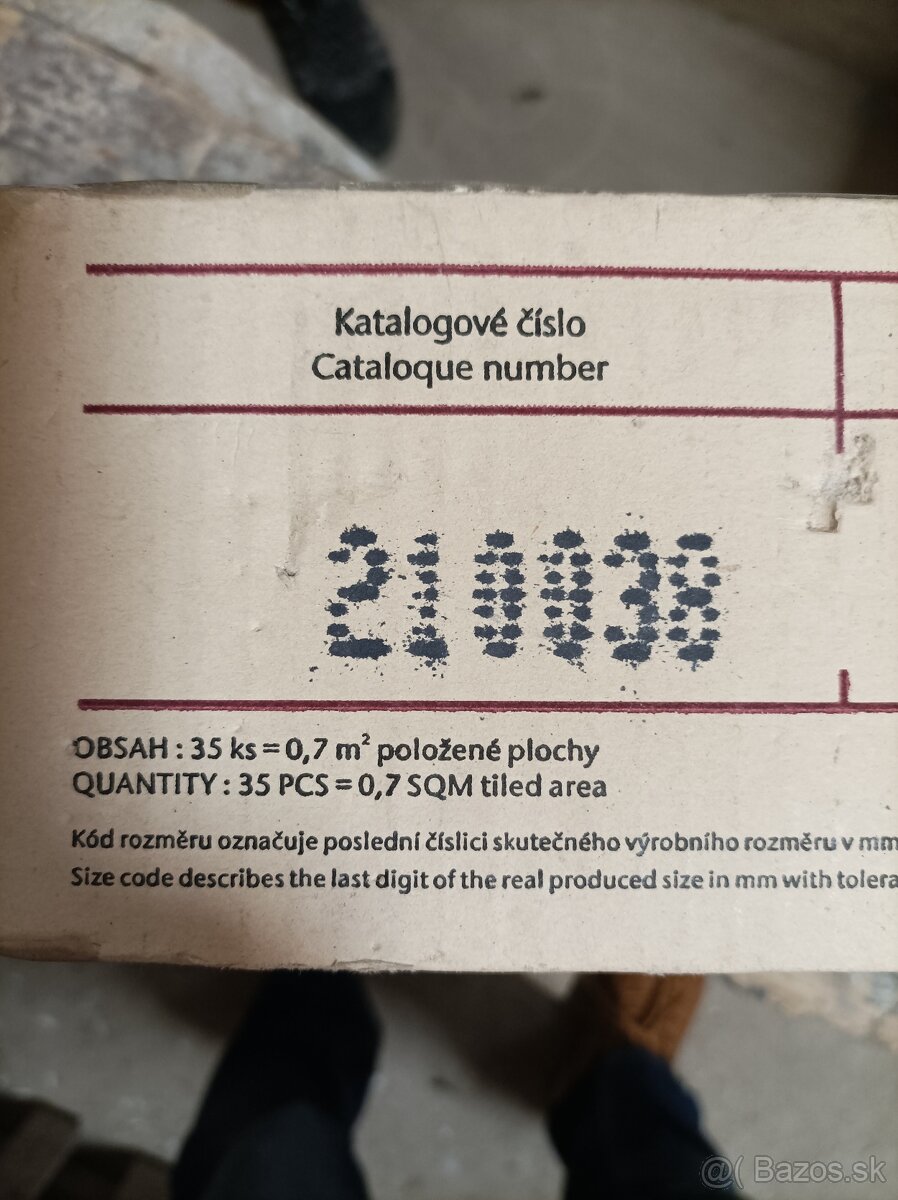 Katalogové číslo
Cataloque number
210038
OBSAH : 35 ks = 0,7 m² položené plochy
QUANTITY : 35 PCS = 0,7 SQM tiled area
Kód rozměru označuje poslední číslici skutečného výrobního rozměru v mm
Size code describes the last digit of the real produced size in mm with tolera
@( Bazos.sk